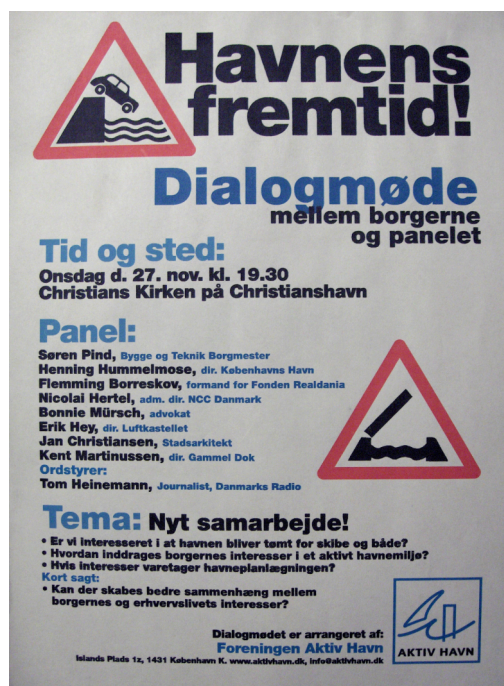 Havnens
fremtid!
Dialogmøde
mellem borgerne
og panelet
Tid og sted:
Onsdag d. 27. nov. kl. 19.30
Christians Kirken på Christianshavn
Panel:
Søren Pind, Bygge og Teknik Borgmester
Henning Hummelmose, dir. Københavns Havn
Flemming Borreskov, formand for Fonden Realdania
Nicolai Hertel, adm. dir. NCC Danmark
Bonnie Mürsch, advokat
Erik Hey, dir. Luftkastellet
Jan Christiansen, Stadsarkitekt
Kent Martinussen, dir. Gammel Dok
Ordstyrer:
Tom Heinemann, Journalist, Danmarks Radio
Tema: Nyt samarbejde!
• Er vi interesseret i at havnen bliver tømt for skibe og både?
• Hvordan inddrages borgernes interesser i et aktivt havnemiljø?
• Hvis interesser varetager havneplanlægningen?
Kort sagt:
• Kan der skabes bedre sammenhæng mellem
borgernes og erhvervslivets interesser?
Dialogmødet er arrangeret af:
Foreningen Aktiv Havn
Islands Plads 1z, 1431 København K. www.aktivhavn.dk, info@aktivhavn.dk
AKTIV HAVN